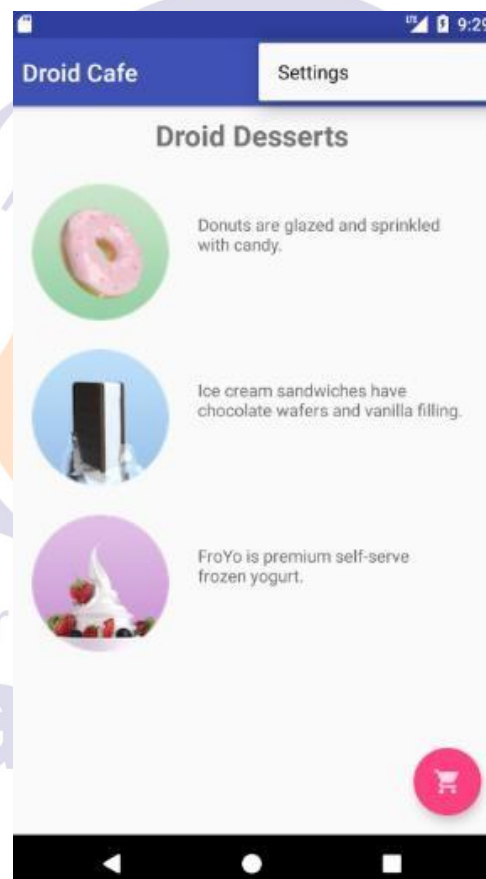 LTE 9:29
Droid Cafe
Settings
Droid Desserts
Donuts are glazed and sprinkled
with candy.
Ice cream sandwiches have
chocolate wafers and vanilla filling.
FroYo is premium self-serve
frozen yogurt.